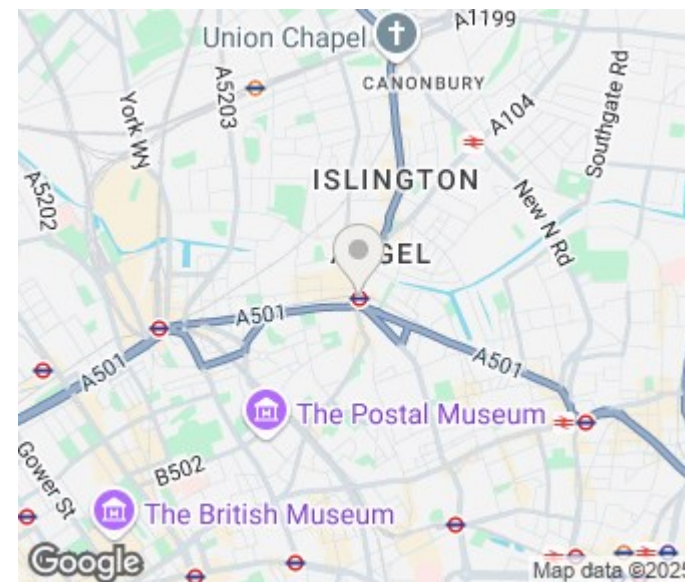 A1199
Union Chapel
CANONBURY
A5203
York Wy
A104
Southgate Rd
A5202
ISLINGTON
New N Rd
GEL
A501
A501
A501
The Postal Museum
Gower St
B502
The British Museum
Google
Map data ©2025